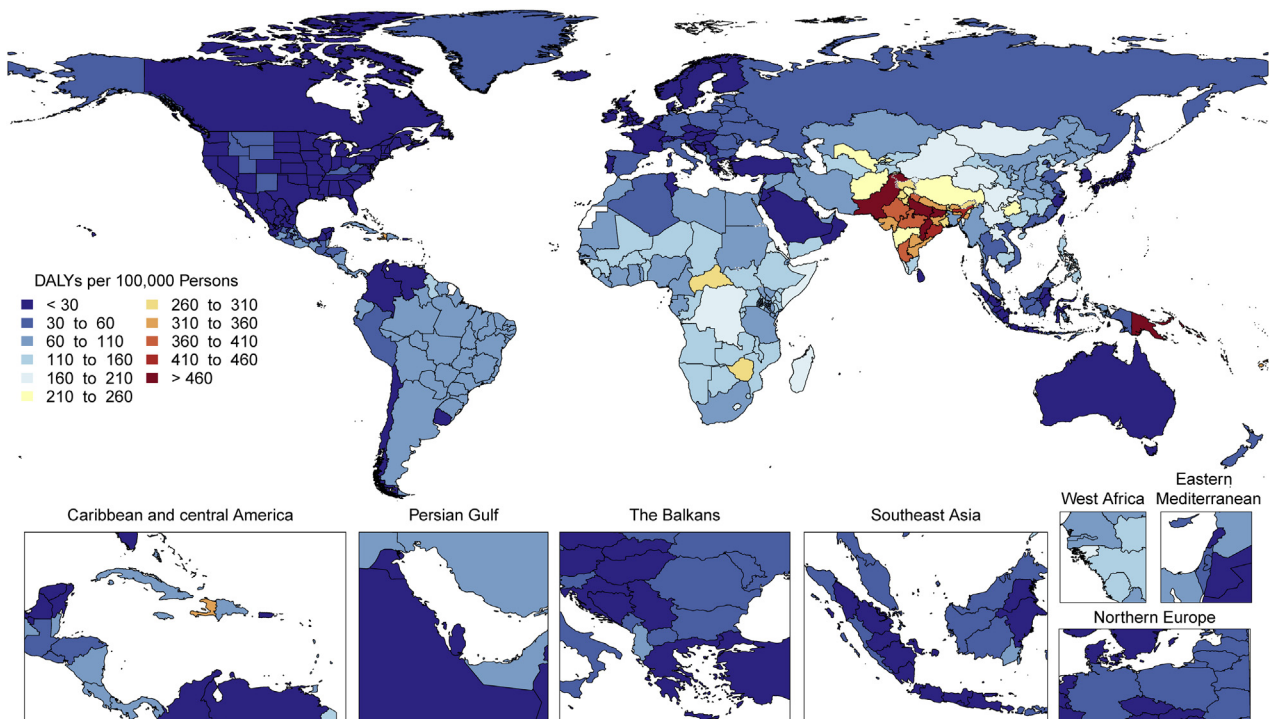 DALYs per 100,000 Persons
< 30
30 to 60
60 to 110
110 to 160
160 to 210
210 to 260
260 to 310
310 to 360
360 to 410
410 to 460
> 460
Caribbean and central America
Persian Gulf
The Balkans
Southeast Asia
West Africa
Eastern
Mediterranean
Northern Europe